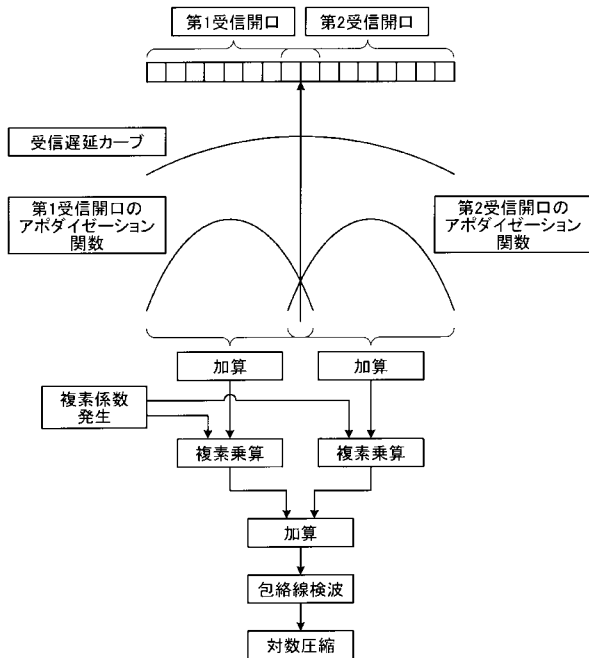 第1受信開口
第2受信開口
受信遅延カーブ
第1受信開口の
アポダイゼーション
関数
第2受信開口の
アポダイゼーション
関数
加算
加算
複素係数
発生
複素乗算
複素乗算
加算
包絡線検波
対数圧縮